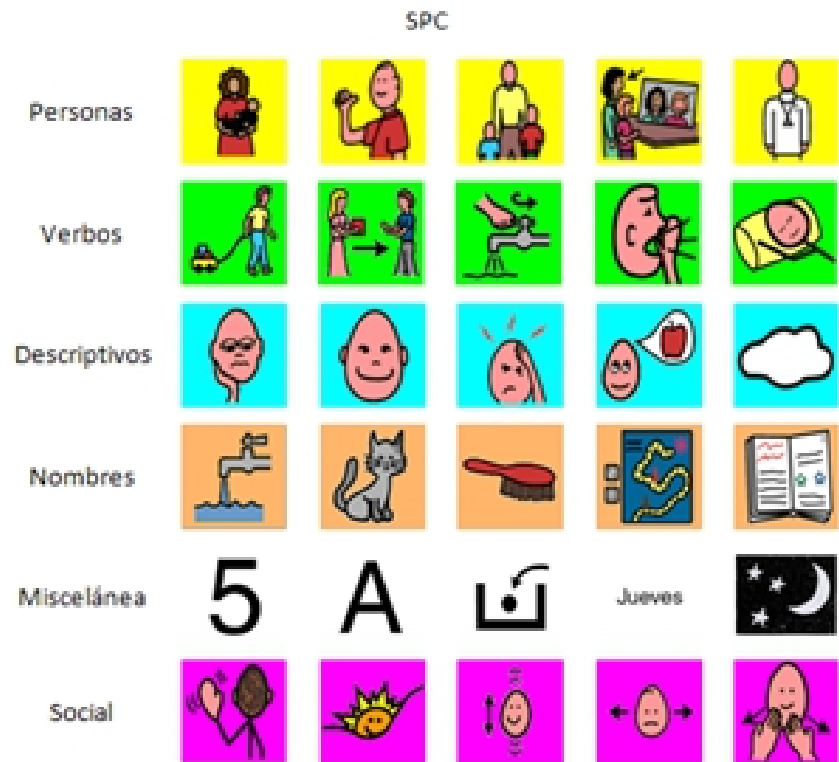 SPC
Personas
Verbos
Descriptivos
Nombres
Miscelánea
5 A Jueves
Social